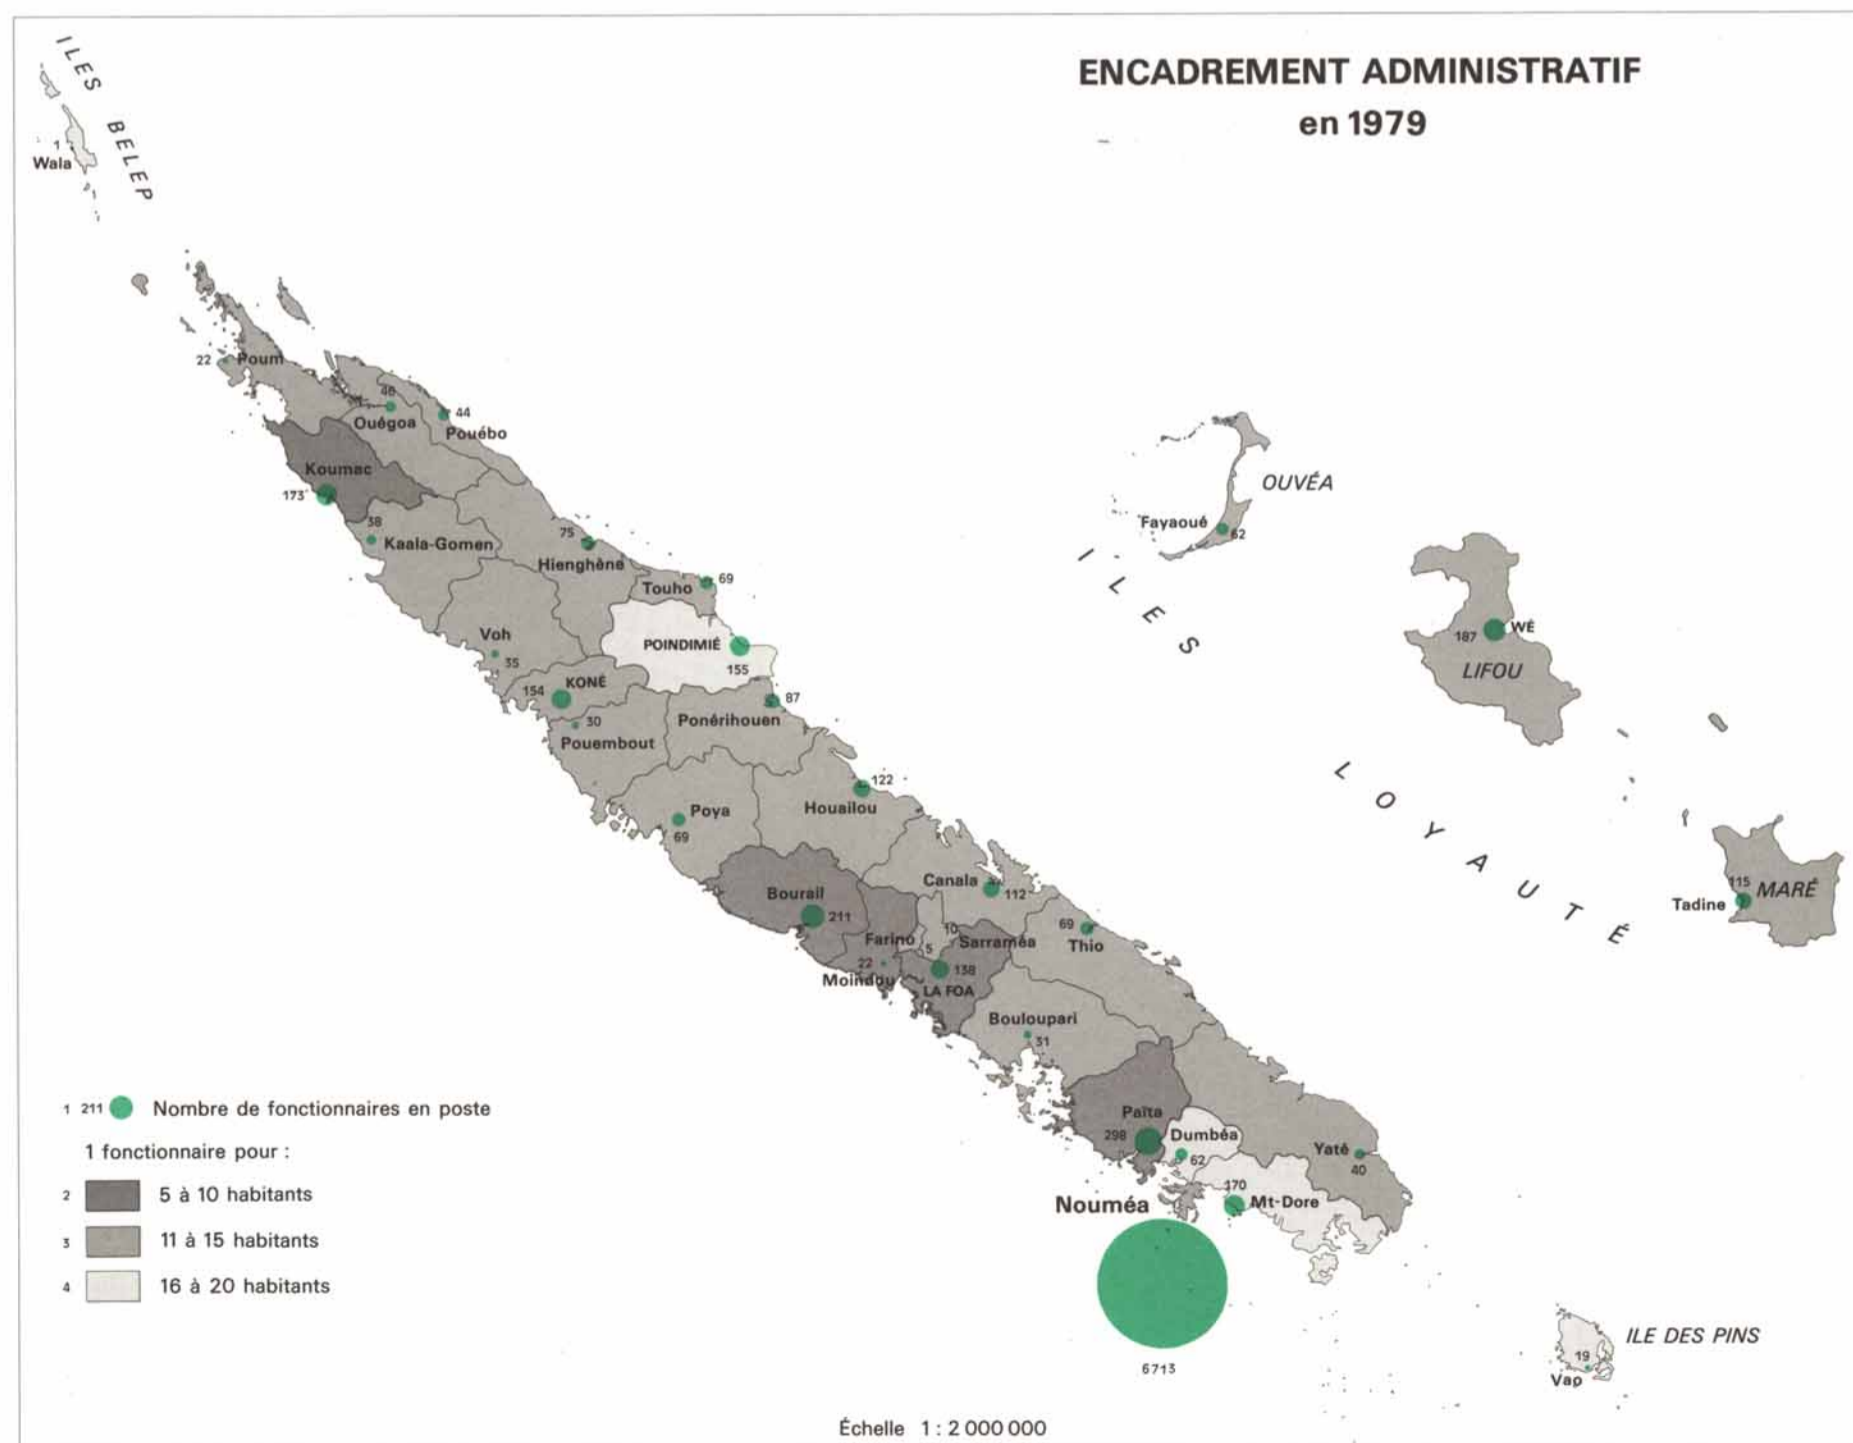 ENCADREMENT ADMINISTRATIF
en 1979
ILES BELEP
1
Wala
22
Poum
46
Ouégoa
44
Pouébo
Koumac
173
38
Kaala-Gomen
75
Hienghène
69
Touho
Voh
35
POINDIMIÉ
155
154
KONÉ
30
Pouembout
87
Ponérihouen
122
Houailou
Poya
69
Bourail
211
Canala
112
Farino
5
10
Sarraméa
69
Thio
22
Moindou
138
LA FOA
Bouloupari
31
Païta
298
Dumbéa
62
Yaté
40
170
Mt-Dore
Nouméa
6713
OUVÉA
Fayaoué
62
ILES LOYAUTÉ
187
WÉ
LIFOU
115
MARÉ
Tadine
ILE DES PINS
19
Vao
1 211 Nombre de fonctionnaires en poste
1 fonctionnaire pour :
2 5 à 10 habitants
3 11 à 15 habitants
4 16 à 20 habitants
Échelle 1 : 2 000 000